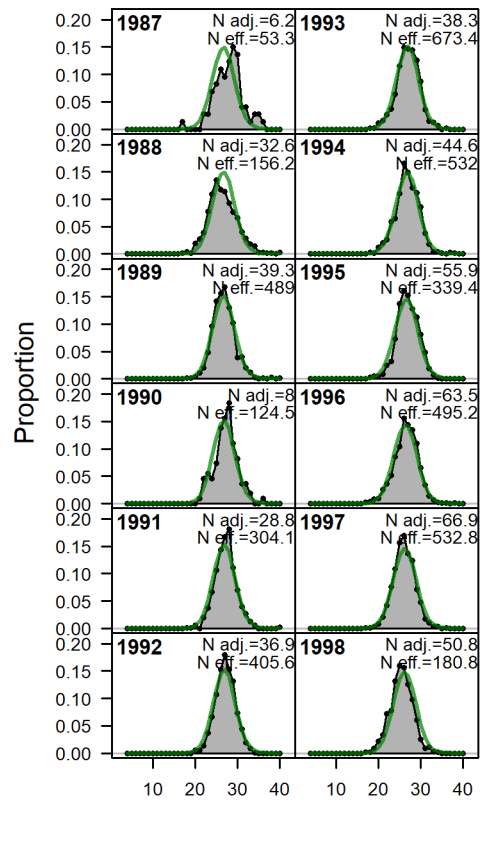 Proportion
1987
N adj.=6.2
N eff.=53.3
0.20
0.15
0.10
0.05
0.00
1993
N adj.=38.3
N eff.=673.4
1988
N adj.=32.6
N eff.=156.2
0.20
0.15
0.10
0.05
0.00
1994
N adj.=44.6
N eff.=532
1989
N adj.=39.3
N eff.=489
0.20
0.15
0.10
0.05
0.00
1995
N adj.=55.9
N eff.=339.4
1990
N adj.=8
N eff.=124.5
0.20
0.15
0.10
0.05
0.00
1996
N adj.=63.5
N eff.=495.2
1991
N adj.=28.8
N eff.=304.1
0.20
0.15
0.10
0.05
0.00
1997
N adj.=66.9
N eff.=532.8
1992
N adj.=36.9
N eff.=405.6
0.20
0.15
0.10
0.05
0.00
1998
N adj.=50.8
N eff.=180.8
10 20 30 40 10 20 30 40